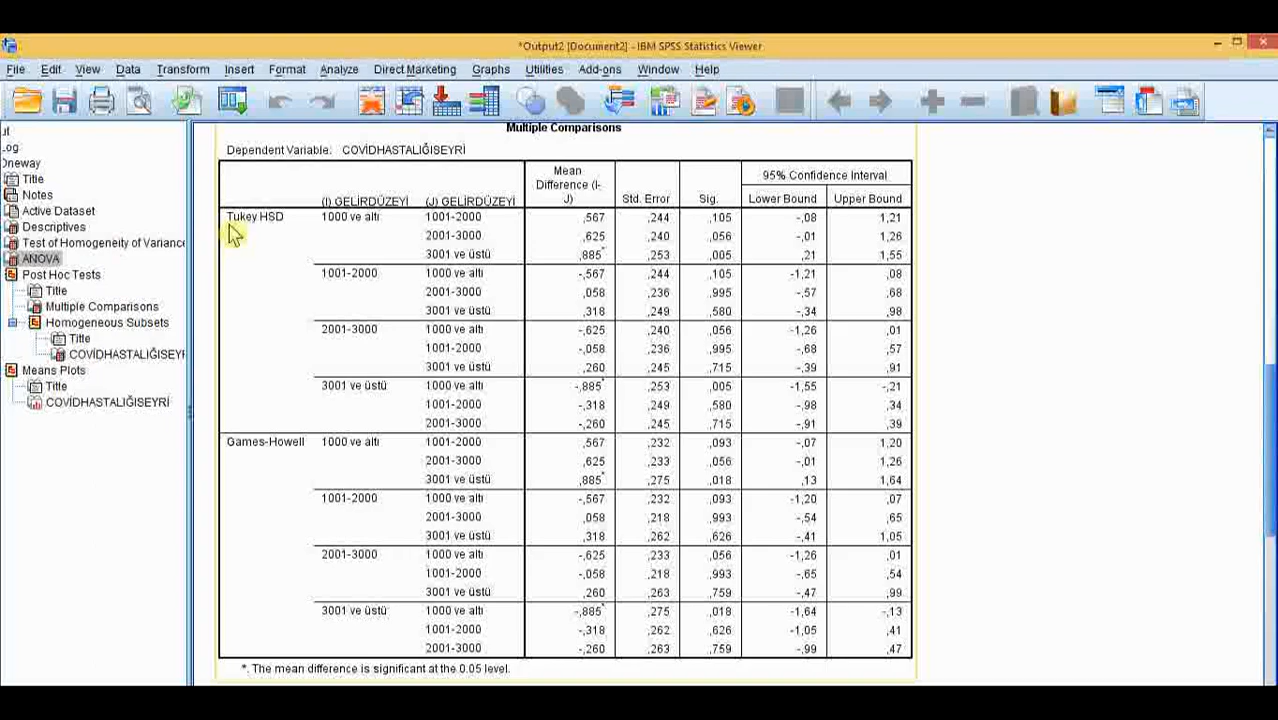 *Output2 [Document2] - IBM SPSS Statistics Viewer
File Edit View Data Transform Insert Format Analyze Direct Marketing Graphs Utilities Add-ons Window Help
ut
Log
Oneway
Title
Notes
Active Dataset
Descriptives
Test of Homogeneity of Variance
ANOVA
Post Hoc Tests
Title
Multiple Comparisons
Homogeneous Subsets
Title
COVİDHASTALIĞISEYR
Means Plots
Title
COVİDHASTALIĞISEYRİ
Multiple Comparisons
Dependent Variable: COVİDHASTALIĞISEYRİ
(I) GELİRDÜZEYİ (J) GELİRDÜZEYİ Mean Difference (I-J) Std. Error Sig. 95% Confidence Interval
Lower Bound Upper Bound
Tukey HSD 1000 ve altı 1001-2000 ,567 ,244 ,105 -,08 1,21
2001-3000 ,625 ,240 ,056 -,01 1,26
3001 ve üstü ,885* ,253 ,005 ,21 1,55
1001-2000 1000 ve altı -,567 ,244 ,105 -1,21 ,08
2001-3000 ,058 ,236 ,995 -,57 ,68
3001 ve üstü ,318 ,249 ,580 -,34 ,98
2001-3000 1000 ve altı -,625 ,240 ,056 -1,26 ,01
1001-2000 -,058 ,236 ,995 -,68 ,57
3001 ve üstü ,260 ,245 ,715 -,39 ,91
3001 ve üstü 1000 ve altı -,885* ,253 ,005 -1,55 -,21
1001-2000 -,318 ,249 ,580 -,98 ,34
2001-3000 -,260 ,245 ,715 -,91 ,39
Games-Howell 1000 ve altı 1001-2000 ,567 ,232 ,093 -,07 1,20
2001-3000 ,625 ,233 ,056 -,01 1,26
3001 ve üstü ,885* ,275 ,018 ,13 1,64
1001-2000 1000 ve altı -,567 ,232 ,093 -1,20 ,07
2001-3000 ,058 ,218 ,993 -,54 ,65
3001 ve üstü ,318 ,262 ,626 -,41 1,05
2001-3000 1000 ve altı -,625 ,233 ,056 -1,26 ,01
1001-2000 -,058 ,218 ,993 -,65 ,54
3001 ve üstü ,260 ,263 ,759 -,47 ,99
3001 ve üstü 1000 ve altı -,885* ,275 ,018 -1,64 -,13
1001-2000 -,318 ,262 ,626 -1,05 ,41
2001-3000 -,260 ,263 ,759 -,99 ,47
*. The mean difference is significant at the 0.05 level.